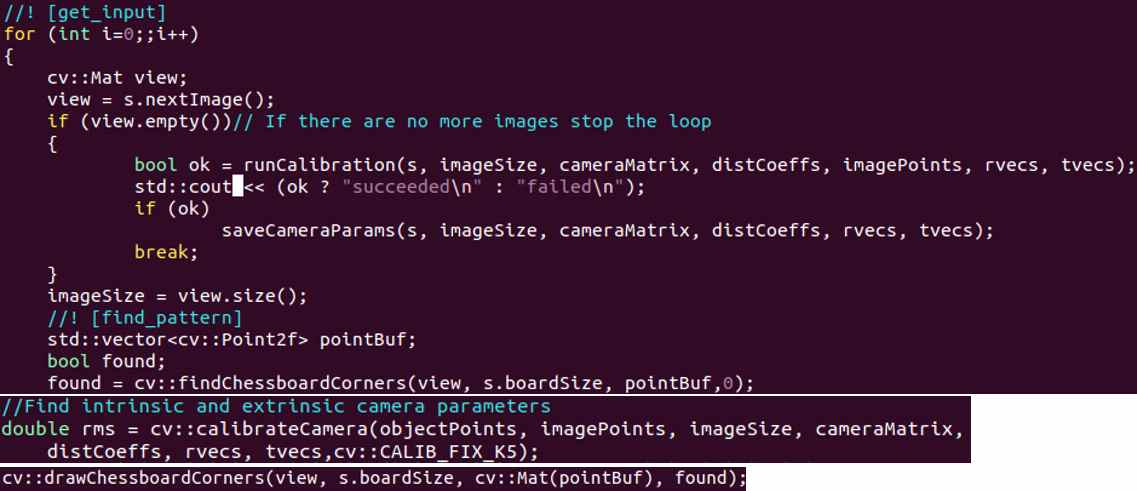 //! [get_input]
for (int i=0;;i++)
{
    cv::Mat view;
    view = s.nextImage();
    if (view.empty())// If there are no more images stop the loop
    {
            bool ok = runCalibration(s, imageSize, cameraMatrix, distCoeffs, imagePoints, rvecs, tvecs);
            std::cout << (ok ? "succeeded\n" : "failed\n");
            if (ok)
                    saveCameraParams(s, imageSize, cameraMatrix, distCoeffs, rvecs, tvecs);
            break;
    }
    imageSize = view.size();
    //! [find_pattern]
    std::vector<cv::Point2f> pointBuf;
    bool found;
    found = cv::findChessboardCorners(view, s.boardSize, pointBuf,0);
//Find intrinsic and extrinsic camera parameters
double rms = cv::calibrateCamera(objectPoints, imagePoints, imageSize, cameraMatrix,
    distCoeffs, rvecs, tvecs,cv::CALIB_FIX_K5);
cv::drawChessboardCorners(view, s.boardSize, cv::Mat(pointBuf), found);